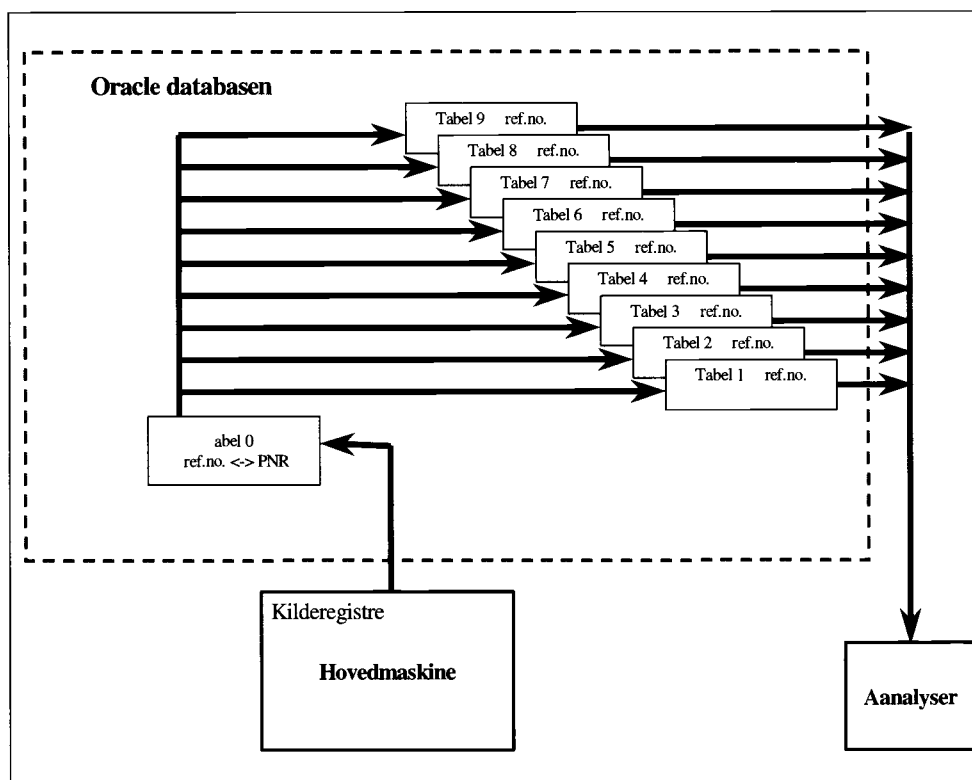 Oracle databasen
Tabel 9 ref.no.
Tabel 8 ref.no.
Tabel 7 ref.no.
Tabel 6 ref.no.
Tabel 5 ref.no.
Tabel 4 ref.no.
Tabel 3 ref.no.
Tabel 2 ref.no.
Tabel 1 ref.no.
abel 0
ref.no. <-> PNR
Kilderegistre
Hovedmaskine
Aanalyser